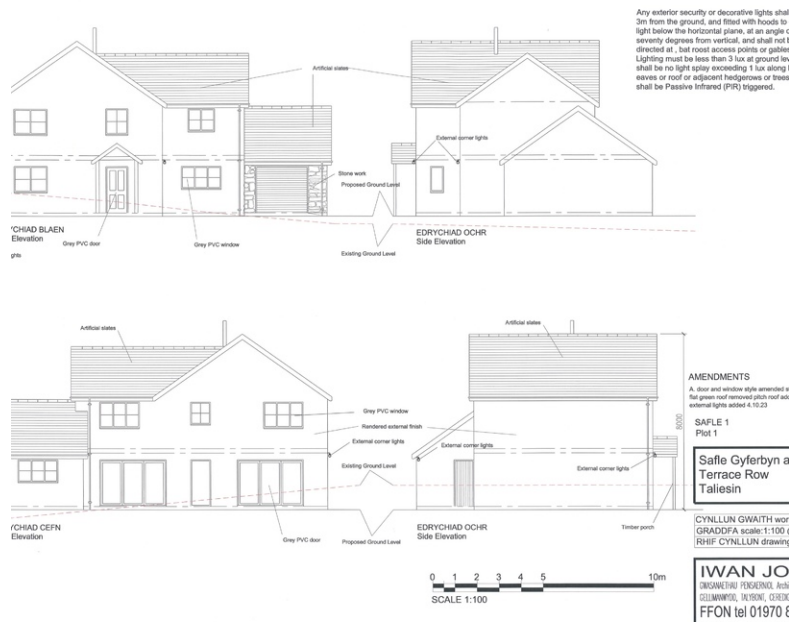 Any exterior security or decorative lights shal
3m from the ground, and fitted with hoods to
light below the horizontal plane, at an angle o
seventy degrees from vertical, and shall not b
directed at , bat roost access points or gables
Lighting must be less than 3 lux at ground lev
shall be no light splay exceeding 1 lux along
eaves or roof or adjacent hedgerows or trees
shall be Passive Infrared (PIR) triggered.
Artificial slates
External corner lights
Stone work
Proposed Ground Level
YCHIAD BLAEN
Elevation
Grey PVC door
Grey PVC window
ghts
Existing Ground Level
EDRYCHIAD OCHR
Side Elevation
Artificial slates
Artificial slates
Grey PVC window
Rendered external finish
External corner lights
External corner lights
Existing Ground Level
External corner lights
8000
YCHIAD CEFN
Elevation
Grey PVC door
Proposed Ground Level
EDRYCHIAD OCHR
Side Elevation
Timber porch
AMENDMENTS
A. door and window style amended s
flat green roof removed pitch roof add
external lights added 4.10.23
SAFLE 1
Plot 1
Safle Gyferbyn a
Terrace Row
Taliesin
CYNLLUN GWAITH wor
GRADDFA scale:1:100
RHIF CYNLLUN drawing
0 1 2 3 4 5 10m
SCALE 1:100
IWAN JO
GWASANAETHAU PENSAERNIOL Archi
GELLIMANWYDD, TALYBONT, CEREDIG
FFON tel 01970 8